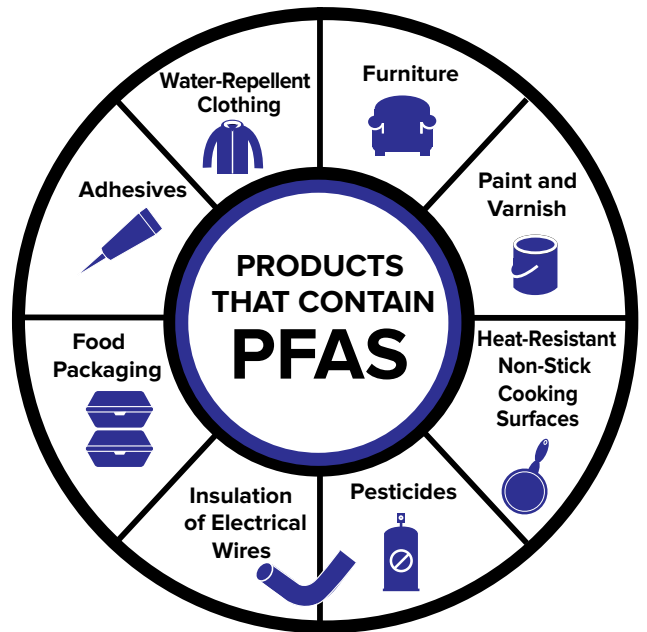 PRODUCTS
THAT CONTAIN
PFAS
Furniture
Paint and
Varnish
Heat-Resistant
Non-Stick
Cooking
Surfaces
Pesticides
Insulation
of Electrical
Wires
Food
Packaging
Adhesives
Water-Repellent
Clothing